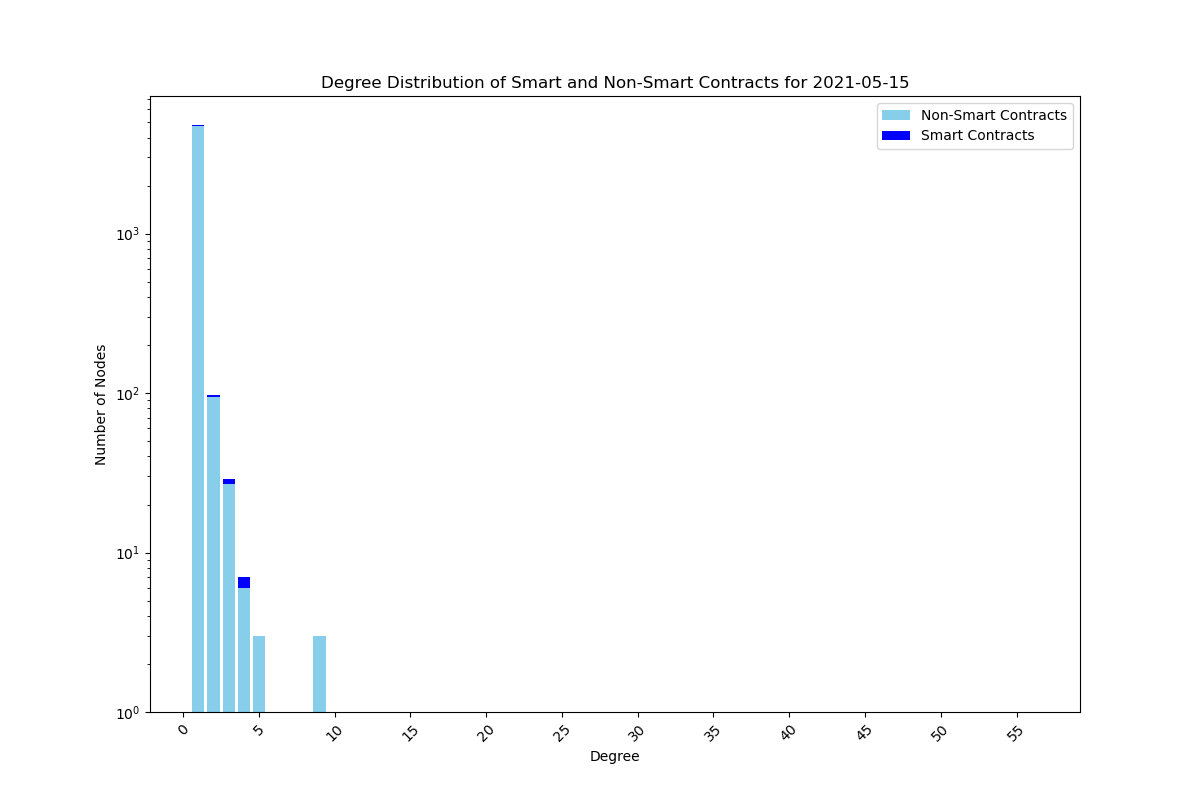 Degree Distribution of Smart and Non-Smart Contracts for 2021-05-15
Non-Smart Contracts
Smart Contracts
Number of Nodes
10³
10²
10¹
10⁰
0 5 10 15 20 25 30 35 40 45 50 55
Degree